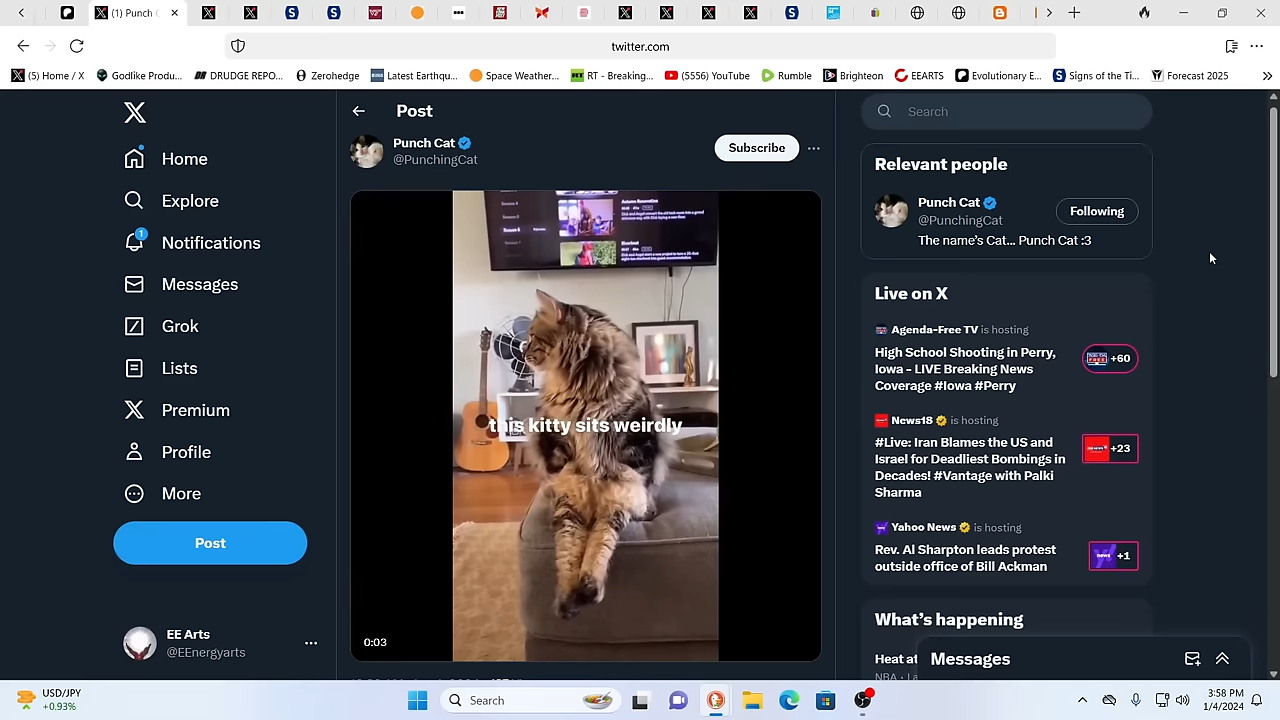 (1) Punch C
twitter.com
(5) Home / X
Godlike Produ...
DRUDGE REPO...
Zerohedge
Latest Earthqu...
Space Weather...
RT - Breaking...
(5556) YouTube
Rumble
Brighteon
EEARTS
Evolutionary E...
Signs of the Ti...
Forecast 2025
Home
Explore
1
Notifications
Messages
Grok
Lists
Premium
Profile
More
Post
EE Arts
@EEnergyarts
Post
Punch Cat
@PunchingCat
Subscribe
Autumn Renovation
this kitty sits weirdly
0:03
Search
Relevant people
Punch Cat
@PunchingCat
Following
The name's Cat... Punch Cat :3
Live on X
Agenda-Free TV is hosting
High School Shooting in Perry,
Iowa - LIVE Breaking News
Coverage #Iowa #Perry
+60
News18 is hosting
#Live: Iran Blames the US and
Israel for Deadliest Bombings in
Decades! #Vantage with Palki
Sharma
+23
Yahoo News is hosting
Rev. Al Sharpton leads protest
outside office of Bill Ackman
+1
What's happening
Heat at
Messages
USD/JPY
+0.93%
Search
3:58 PM
1/4/2024